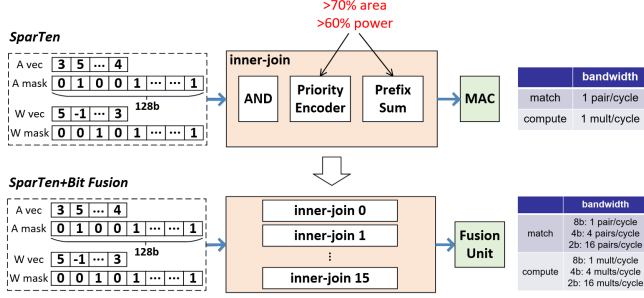 >70% area
>60% power
SparTen
A vec 3 5 ··· 4
A mask 0 1 0 0 1 ··· ··· 1
128b
W vec 5 -1 ··· 3
W mask 0 0 1 0 1 ··· ··· 1
inner-join
AND
Priority
Encoder
Prefix
Sum
MAC
bandwidth
match 1 pair/cycle
compute 1 mult/cycle
SparTen+Bit Fusion
A vec 3 5 ··· 4
A mask 0 1 0 0 1 ··· ··· 1
128b
W vec 5 -1 ··· 3
W mask 0 0 1 0 1 ··· ··· 1
inner-join 0
inner-join 1
⋮
inner-join 15
Fusion
Unit
bandwidth
match
8b: 1 pair/cycle
4b: 4 pairs/cycle
2b: 16 pairs/cycle
compute
8b: 1 mult/cycle
4b: 4 mults/cycle
2b: 16 mults/cycle